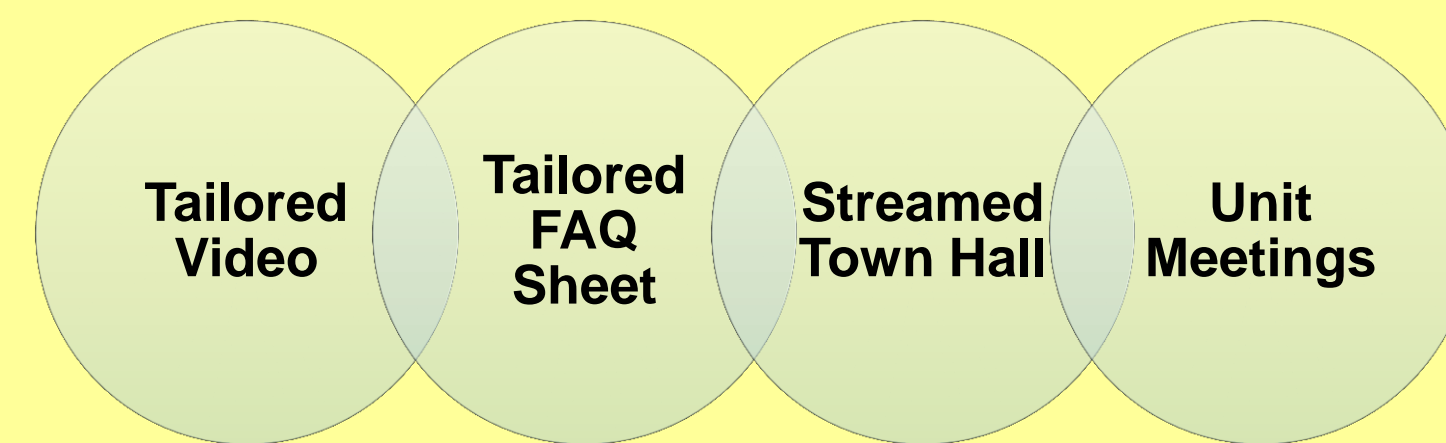 Tailored
Video
Tailored
FAQ
Sheet
Streamed
Town Hall
Unit
Meetings